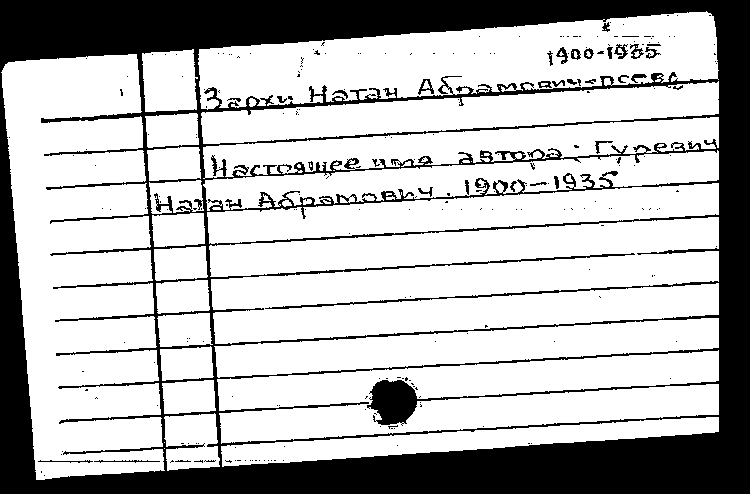 1900-1935
Зархи Натан Абрамович-псевд.
Настоящее имя автора: Гуревич
Натан Абрамович. 1900-1935